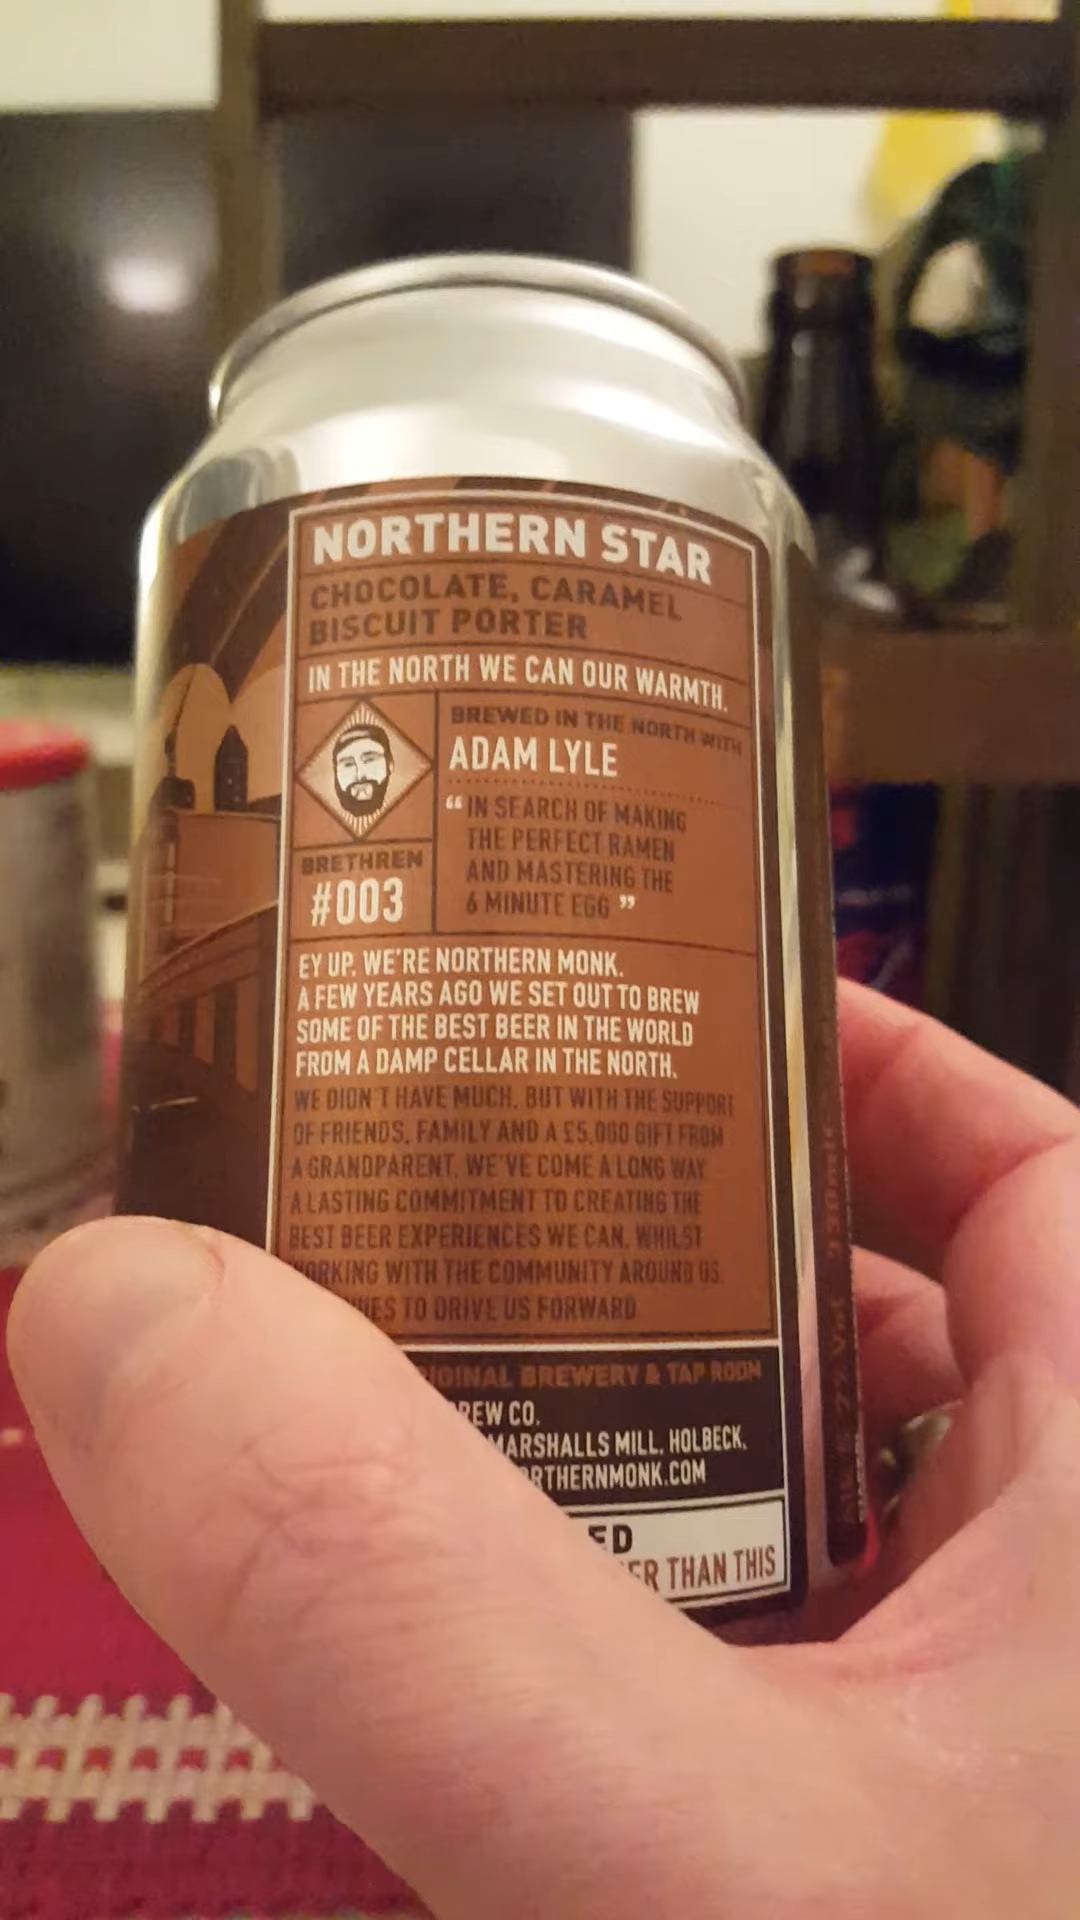 NORTHERN STAR
CHOCOLATE, CARAMEL
BISCUIT PORTER
IN THE NORTH WE CAN OUR WARMTH.
BREWED IN THE NORTH WITH
ADAM LYLE
“IN SEARCH OF MAKING
THE PERFECT RAMEN
AND MASTERING THE
6 MINUTE EGG”
BRETHREN
#003
EY UP. WE'RE NORTHERN MONK.
A FEW YEARS AGO WE SET OUT TO BREW
SOME OF THE BEST BEER IN THE WORLD
FROM A DAMP CELLAR IN THE NORTH.
WE DIDN'T HAVE MUCH, BUT WITH THE SUPPORT
OF FRIENDS, FAMILY AND A £5,000 GIFT FROM
A GRANDPARENT, WE'VE COME A LONG WAY
A LASTING COMMITMENT TO CREATING THE
BEST BEER EXPERIENCES WE CAN, WHILST
WORKING WITH THE COMMUNITY AROUND US,
TO DRIVE US FORWARD
BREWERY & TAP ROOM
CO.
MARSHALLS MILL, HOLBECK,
THAN THIS